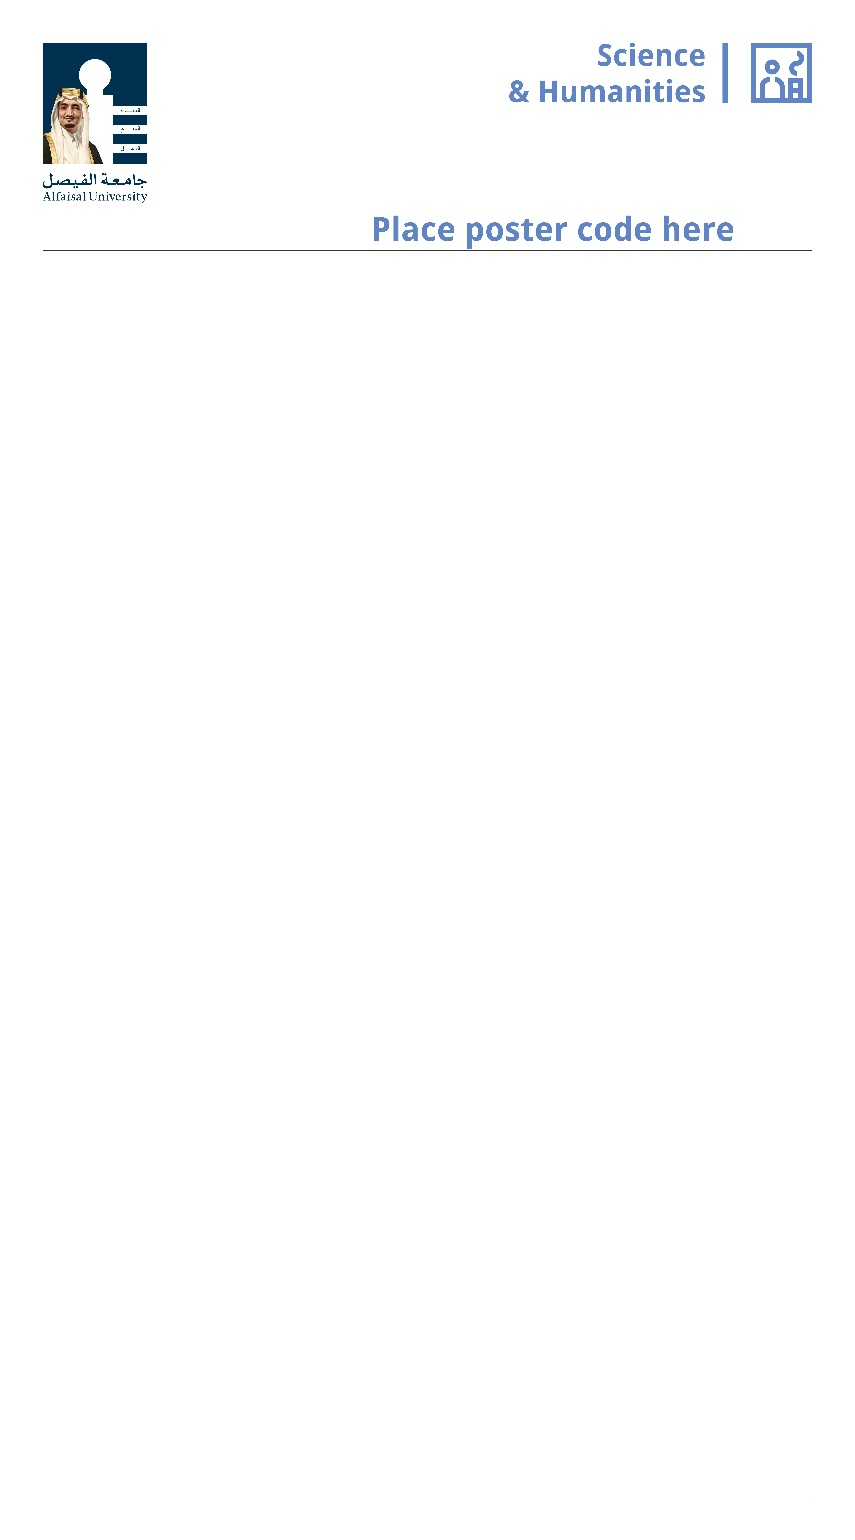 Science
& Humanities
جامعة الفيصل
Alfaisal University
Place poster code here